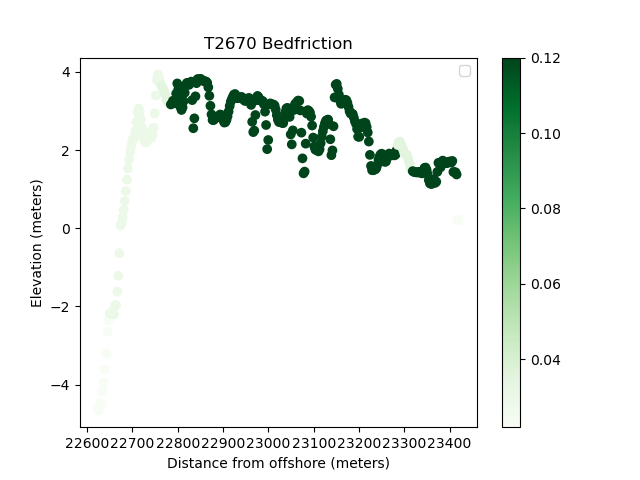 T2670 Bedfriction
4
2
0
−2
−4
Elevation (meters)
22600 22700 22800 22900 23000 23100 23200 23300 23400
Distance from offshore (meters)
0.12
0.10
0.08
0.06
0.04